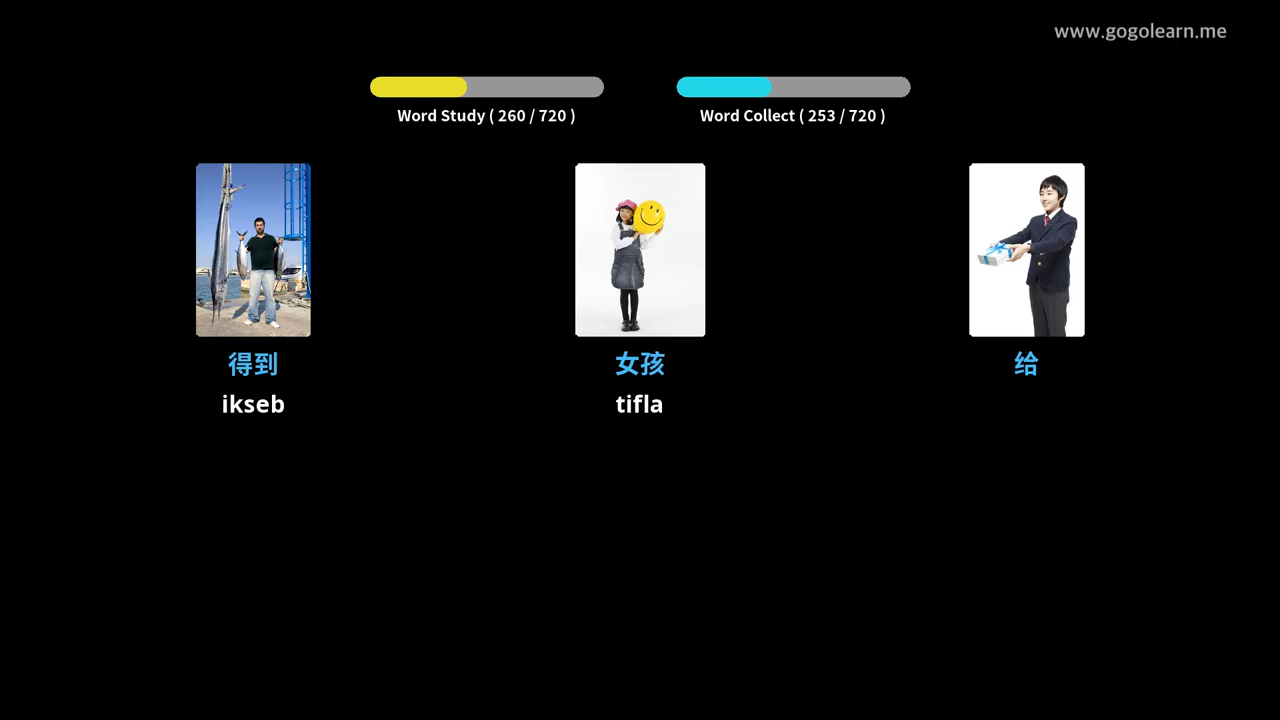 www.gogolearn.me
Word Study ( 260 / 720 )
Word Collect ( 253 / 720 )
得到
女孩
给
ikseb
tifla